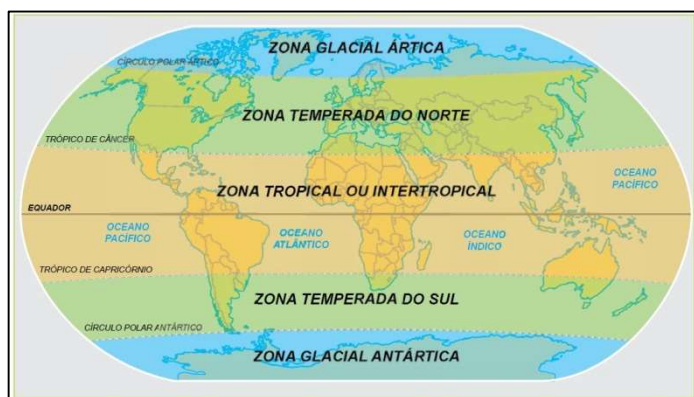 ZONA GLACIAL ÁRTICA
CÍRCULO POLAR ÁRTICO
ZONA TEMPERADA DO NORTE
TRÓPICO DE CÂNCER
OCEANO
PACÍFICO
ZONA TROPICAL OU INTERTROPICAL
EQUADOR
OCEANO
PACÍFICO
OCEANO
ATLÂNTICO
OCEANO
ÍNDICO
TRÓPICO DE CAPRICÓRNIO
ZONA TEMPERADA DO SUL
CÍRCULO POLAR ANTÁRTICO
ZONA GLACIAL ANTÁRTICA